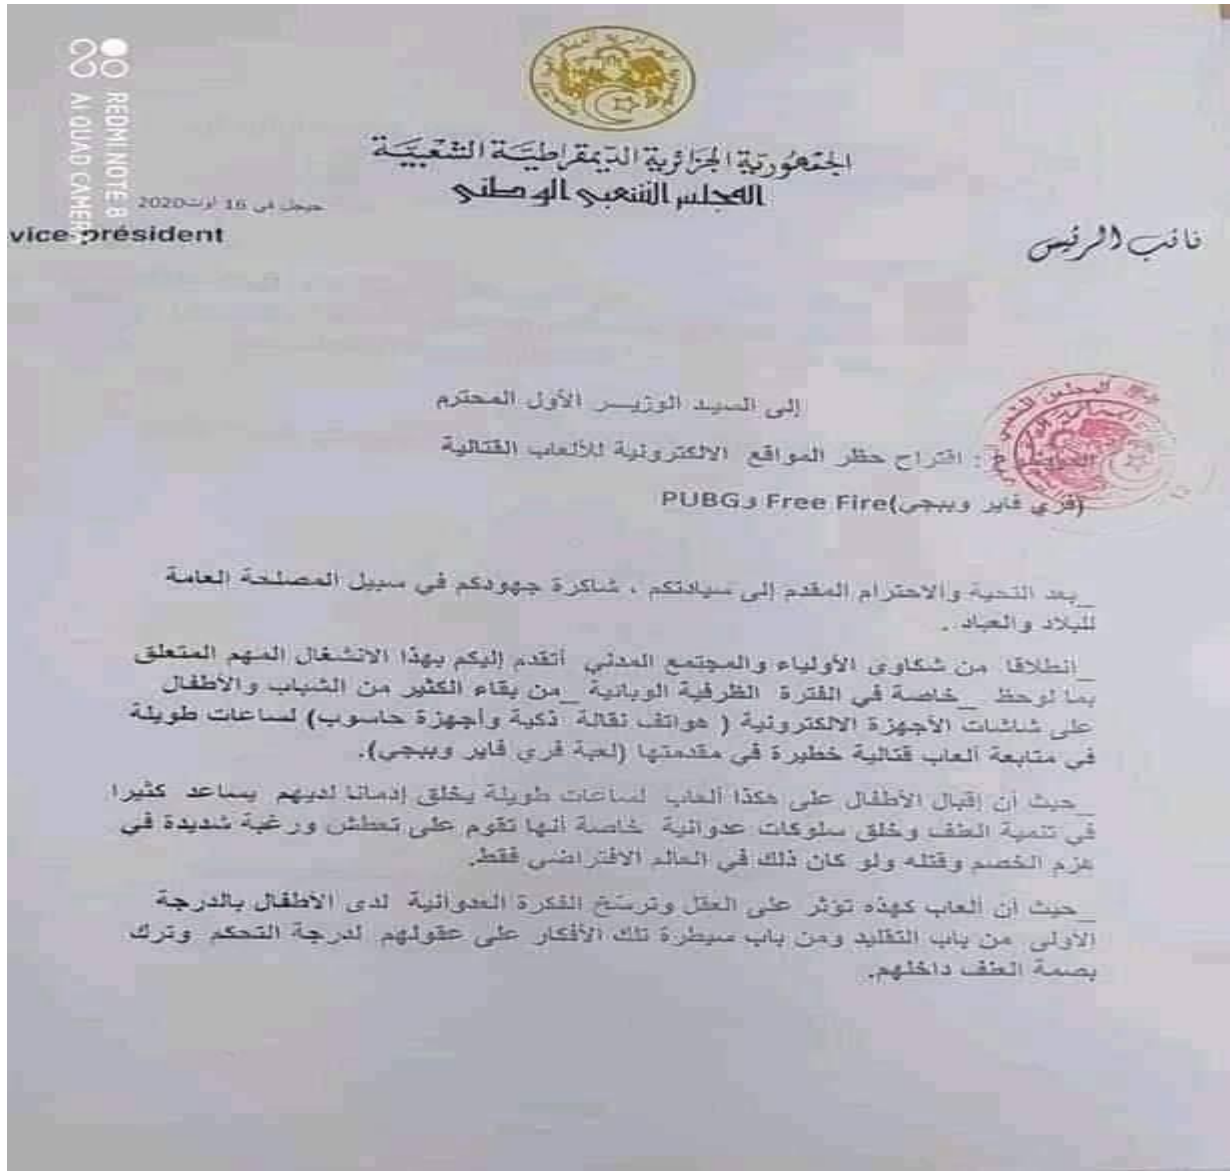 الجمهورية الجزائرية الديمقراطية الشعبية
المجلس الشعبي الوطني
جيجل في 16 أوت2020
نائب الرئيس
vice-président
إلى السيد الوزير الأول المحترم
: اقتراح حظر المواقع الالكترونية للألعاب القتالية
(فري فاير وببجي)Free Fire وPUBG
_بعد التحية والاحترام المقدم إلى سيادتكم ، شاكرة جهودكم في سبيل المصلحة العامة
للبلاد والعباد .
_انطلاقا من شكاوى الأولياء والمجتمع المدني أتقدم إليكم بهذا الانشغال المهم المتعلق
بما لوحظ _خاصة في الفترة الظرفية الوبائية _من بقاء الكثير من الشباب والأطفال
على شاشات الأجهزة الالكترونية ( هواتف نقالة ذكية وأجهزة حاسوب) لساعات طويلة
في متابعة ألعاب قتالية خطيرة في مقدمتها (لعبة فري فاير وببجي).
_حيث أن إقبال الأطفال على هكذا ألعاب لساعات طويلة يخلق إدمانا لديهم يساعد كثيرا
في تنمية العنف وخلق سلوكات عدوانية خاصة أنها تقوم على تعطش ورغبة شديدة في
هزم الخصم وقتله ولو كان ذلك في العالم الافتراضي فقط.
_حيث أن ألعاب كهذه تؤثر على العقل وترسّخ الفكرة العدوانية لدى الأطفال بالدرجة
الأولى من باب التقليد ومن باب سيطرة تلك الأفكار على عقولهم لدرجة التحكم وترك
بصمة العنف داخلهم.
REDMI NOTE 8
AI QUAD CAMERA